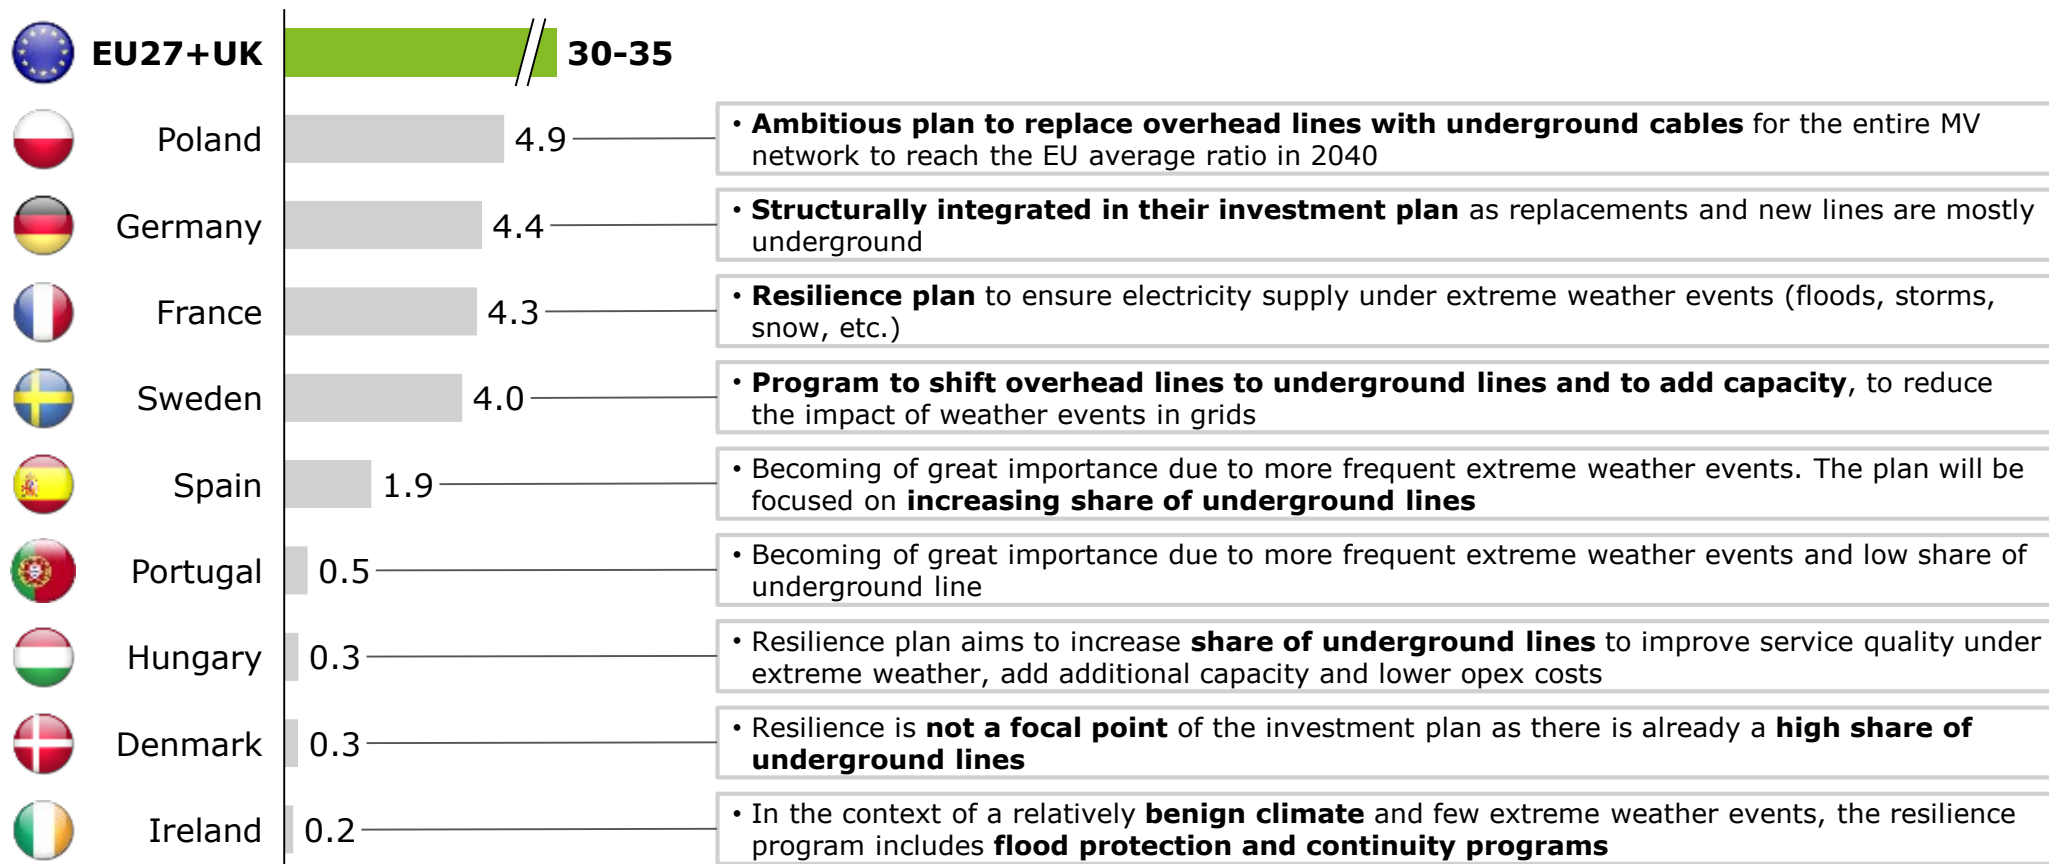 EU27+UK 30-35
Poland 4.9
• Ambitious plan to replace overhead lines with underground cables for the entire MV
network to reach the EU average ratio in 2040
Germany 4.4
• Structurally integrated in their investment plan as replacements and new lines are mostly
underground
France 4.3
• Resilience plan to ensure electricity supply under extreme weather events (floods, storms,
snow, etc.)
Sweden 4.0
• Program to shift overhead lines to underground lines and to add capacity, to reduce
the impact of weather events in grids
Spain 1.9
• Becoming of great importance due to more frequent extreme weather events. The plan will be
focused on increasing share of underground lines
Portugal 0.5
• Becoming of great importance due to more frequent extreme weather events and low share of
underground line
Hungary 0.3
• Resilience plan aims to increase share of underground lines to improve service quality under
extreme weather, add additional capacity and lower opex costs
Denmark 0.3
• Resilience is not a focal point of the investment plan as there is already a high share of
underground lines
Ireland 0.2
• In the context of a relatively benign climate and few extreme weather events, the resilience
program includes flood protection and continuity programs